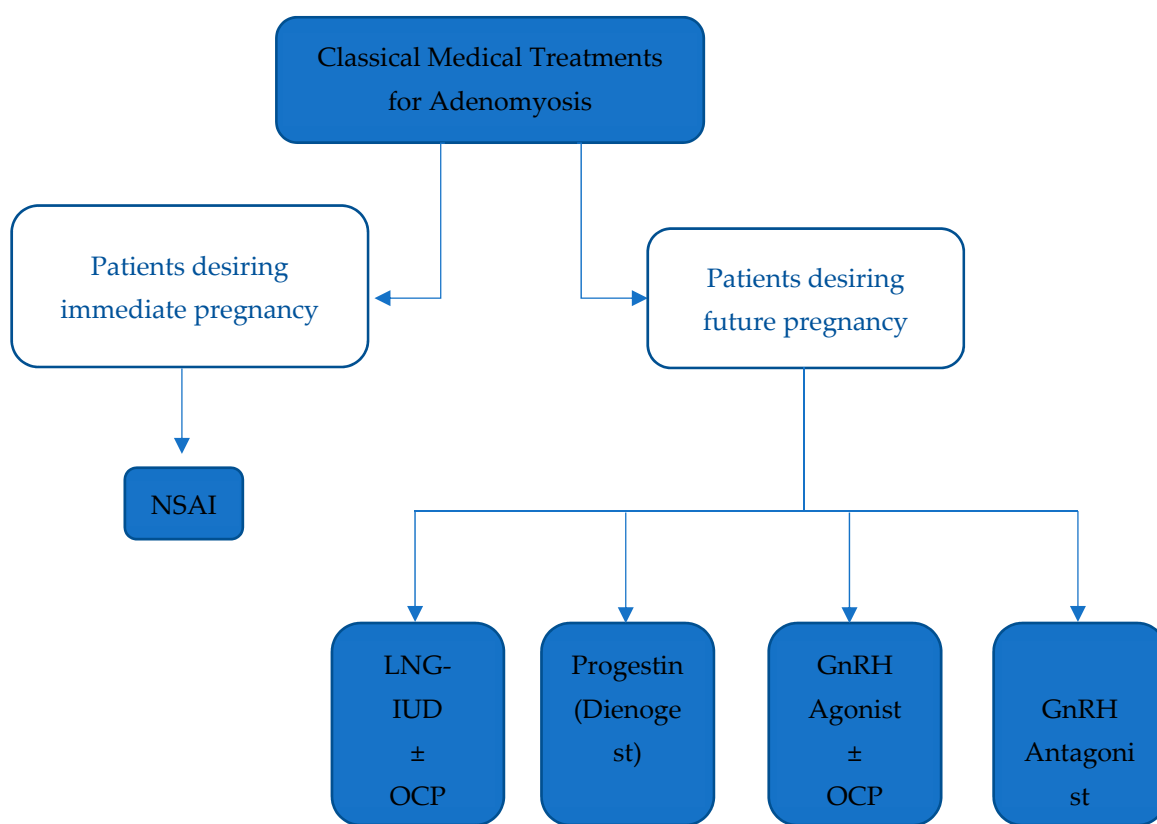 Classical Medical Treatments
for Adenomyosis
Patients desiring
immediate pregnancy
Patients desiring
future pregnancy
NSAI
LNG-
IUD
±
OCP
Progestin
(Dienoge
st)
GnRH
Agonist
±
OCP
GnRH
Antagoni
st